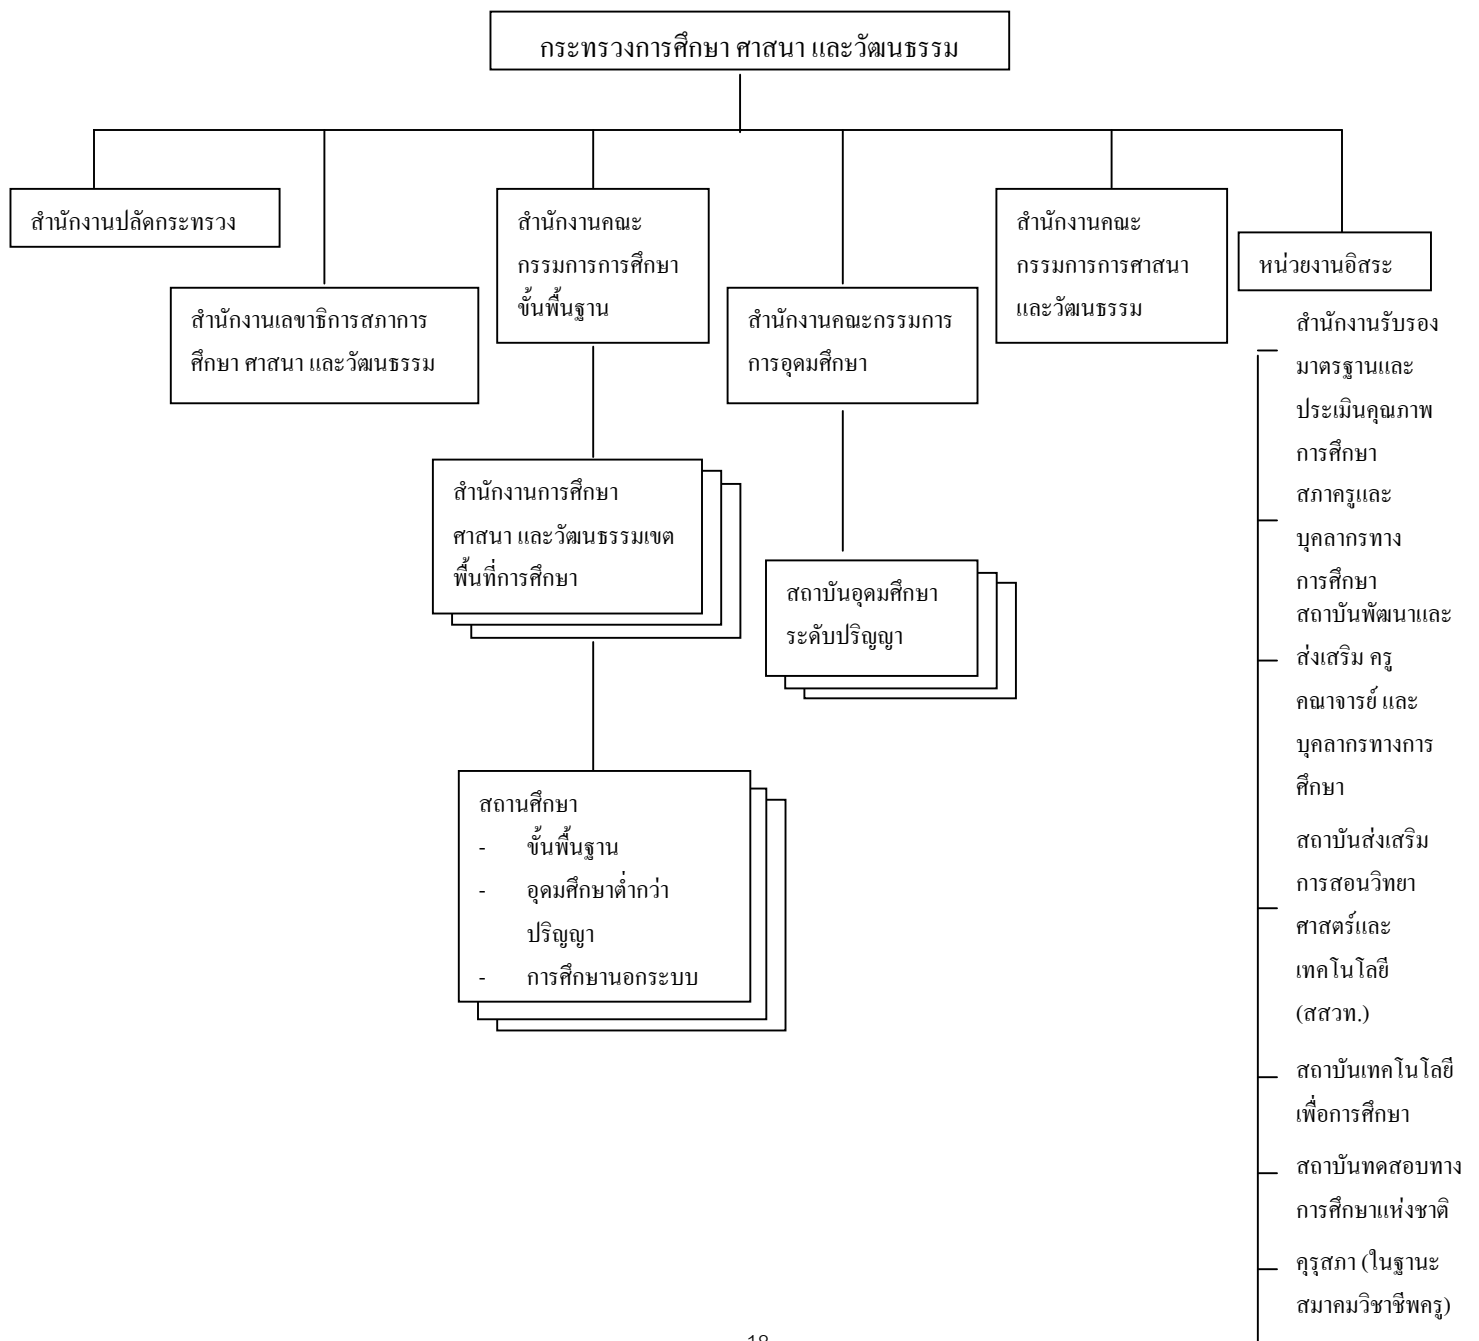 กระทรวงการศึกษา ศาสนา และวัฒนธรรม
สำนักงานปลัดกระทรวง
สำนักงานเลขาธิการสภาการ
ศึกษา ศาสนา และวัฒนธรรม
สำนักงานคณะ
กรรมการการศึกษา
ขั้นพื้นฐาน
สำนักงานการศึกษา
ศาสนา และวัฒนธรรมเขต
พื้นที่การศึกษา
สถานศึกษา
- ขั้นพื้นฐาน
- อุดมศึกษาต่ำกว่า
ปริญญา
- การศึกษานอกระบบ
สำนักงานคณะกรรมการ
การอุดมศึกษา
สถาบันอุดมศึกษา
ระดับปริญญา
สำนักงานคณะ
กรรมการการศาสนา
และวัฒนธรรม
หน่วยงานอิสระ
สำนักงานรับรอง
มาตรฐานและ
ประเมินคุณภาพ
การศึกษา
สภาครูและ
บุคลากรทาง
การศึกษา
สถาบันพัฒนาและ
ส่งเสริม ครู
คณาจารย์ และ
บุคลากรทางการ
ศึกษา
สถาบันส่งเสริม
การสอนวิทยา
ศาสตร์และ
เทคโนโลยี
(สสวท.)
สถาบันเทคโนโลยี
เพื่อการศึกษา
สถาบันทดสอบทาง
การศึกษาแห่งชาติ
คุรุสภา (ในฐานะ
สมาคมวิชาชีพครู)
18